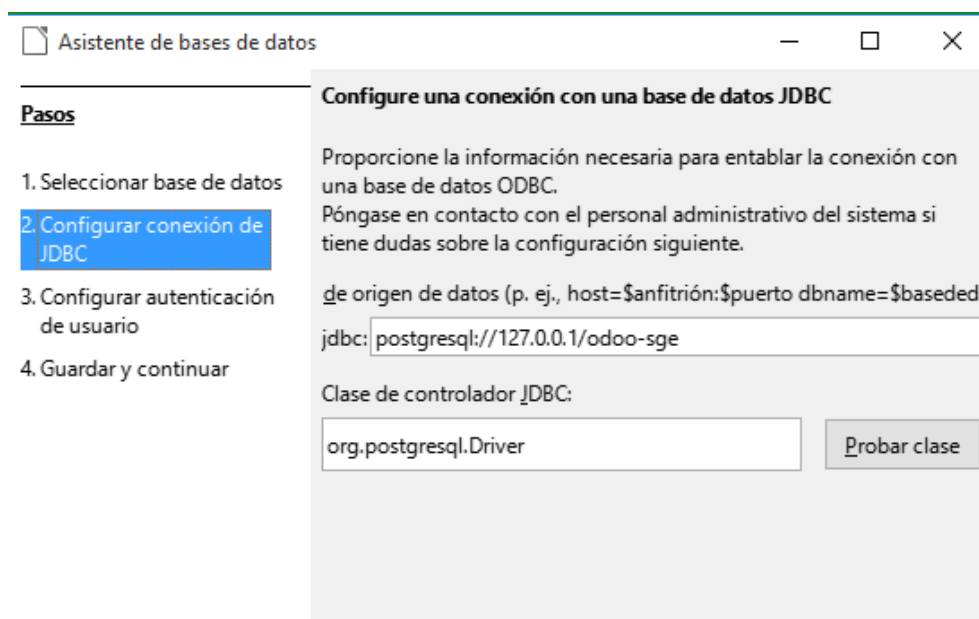 Asistente de bases de datos
Pasos
1. Seleccionar base de datos
2. Configurar conexión de
JDBC
3. Configurar autenticación
de usuario
4. Guardar y continuar
Configure una conexión con una base de datos JDBC
Proporcione la información necesaria para entablar la conexión con
una base de datos ODBC.
Póngase en contacto con el personal administrativo del sistema si
tiene dudas sobre la configuración siguiente.
de origen de datos (p. ej., host=$anfitrión:$puerto dbname=$baseded
jdbc: postgresql://127.0.0.1/odoo-sge
Clase de controlador JDBC:
org.postgresql.Driver
Probar clase